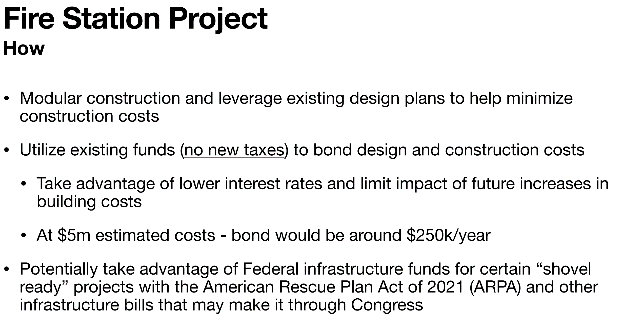 Fire Station Project
How
• Modular construction and leverage existing design plans to help minimize
construction costs
• Utilize existing funds (no new taxes) to bond design and construction costs
• Take advantage of lower interest rates and limit impact of future increases in
building costs
• At $5m estimated costs - bond would be around $250k/year
• Potentially take advantage of Federal infrastructure funds for certain “shovel
ready” projects with the American Rescue Plan Act of 2021 (ARPA) and other
infrastructure bills that may make it through Congress